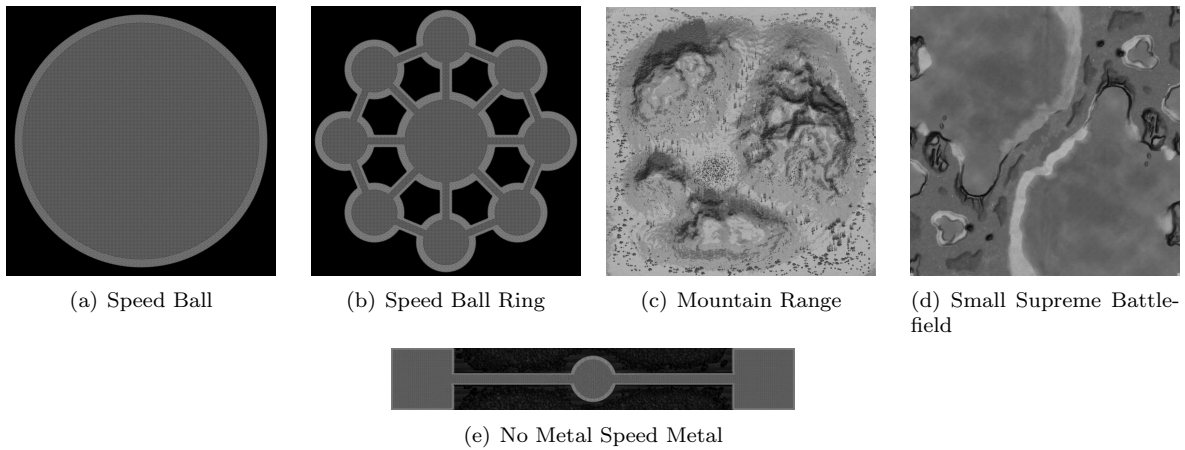 (a) Speed Ball
(b) Speed Ball Ring
(c) Mountain Range
(d) Small Supreme Battle-
field
(e) No Metal Speed Metal